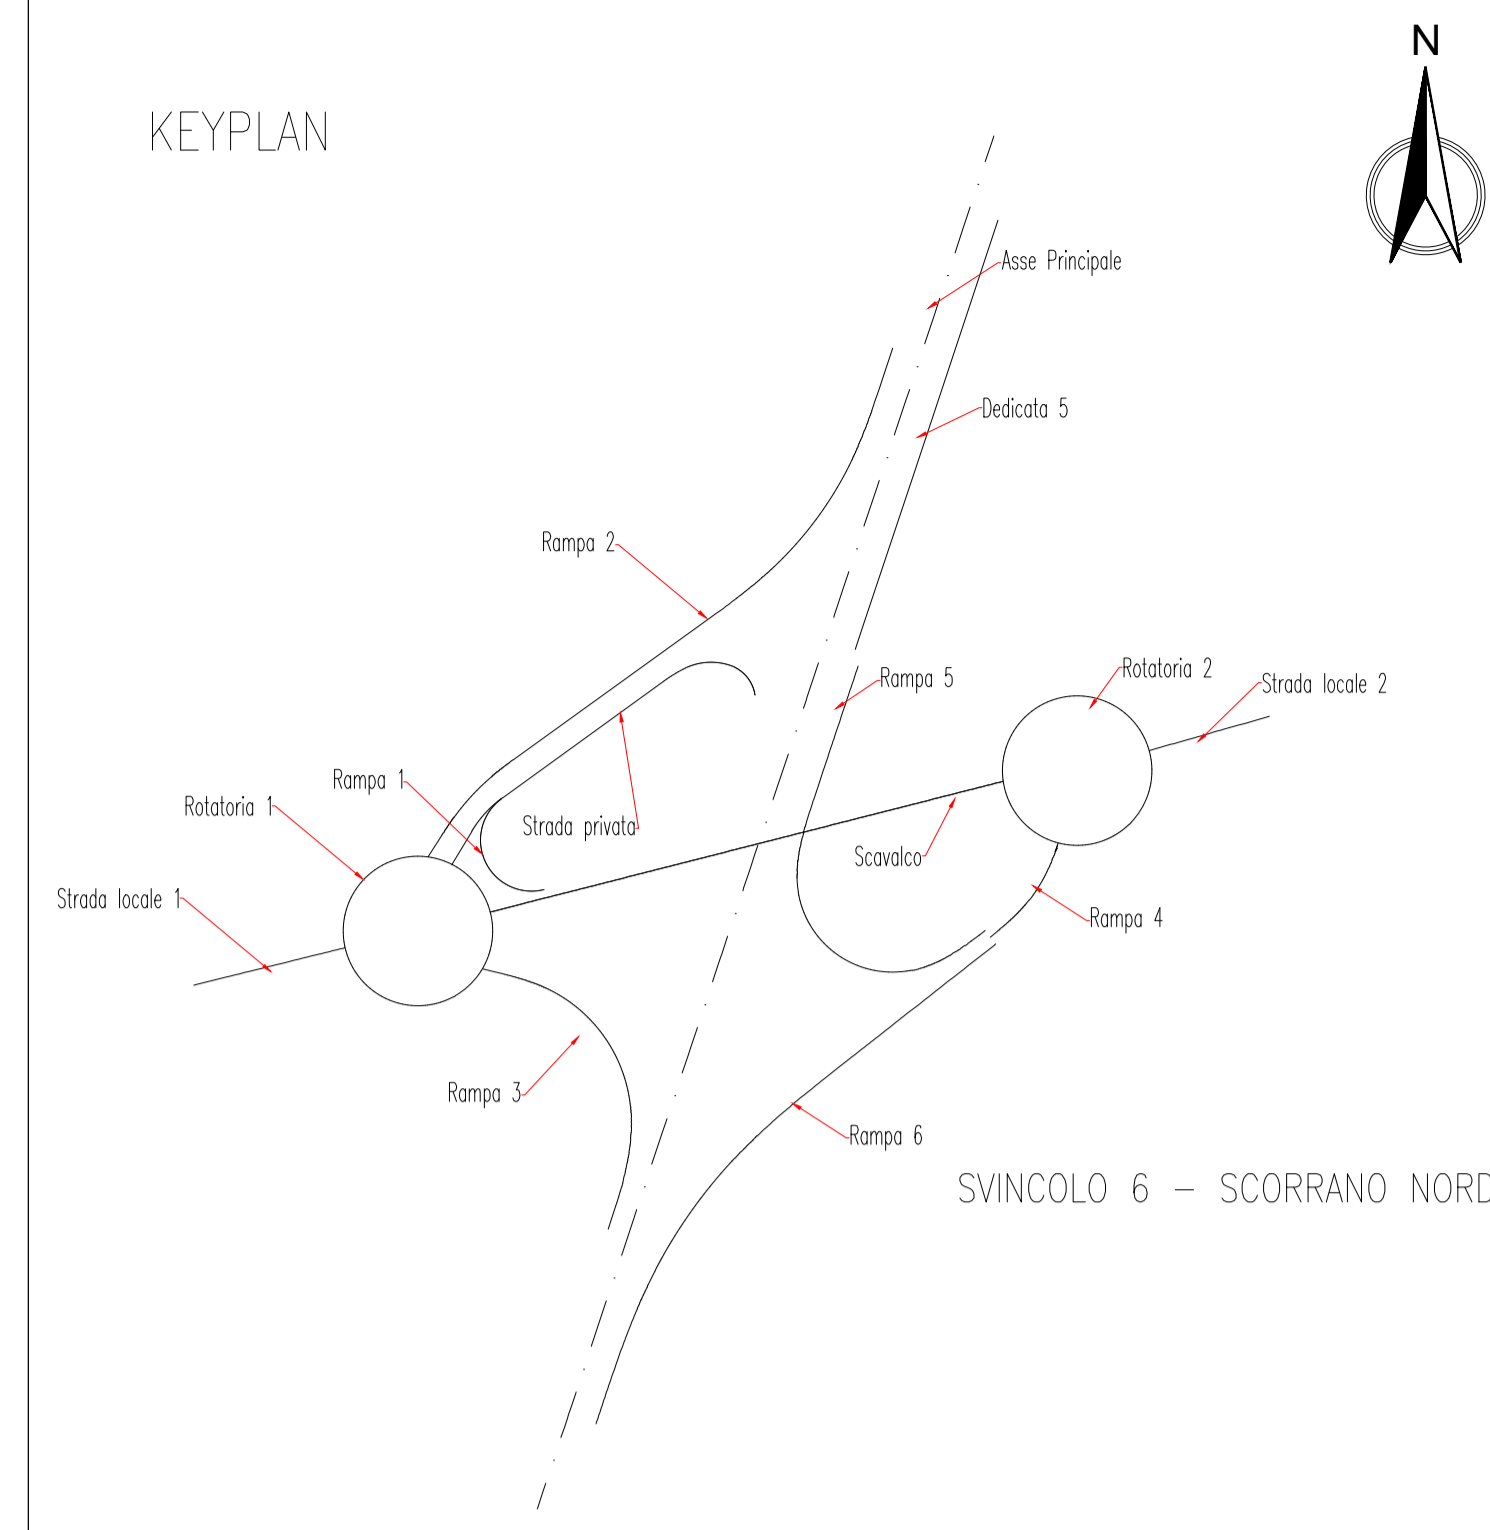 N
KEYPLAN
Asse Principale
Dedicata 5
Rampa 2
Rampa 5
Rotatoria 2
Strada locale 2
Rampa 1
Rotatoria 1
Strada privata
Scavalco
Strada locale 1
Rampa 4
Rampa 3
Rampa 6
SVINCOLO 6 – SCORRANO NORD